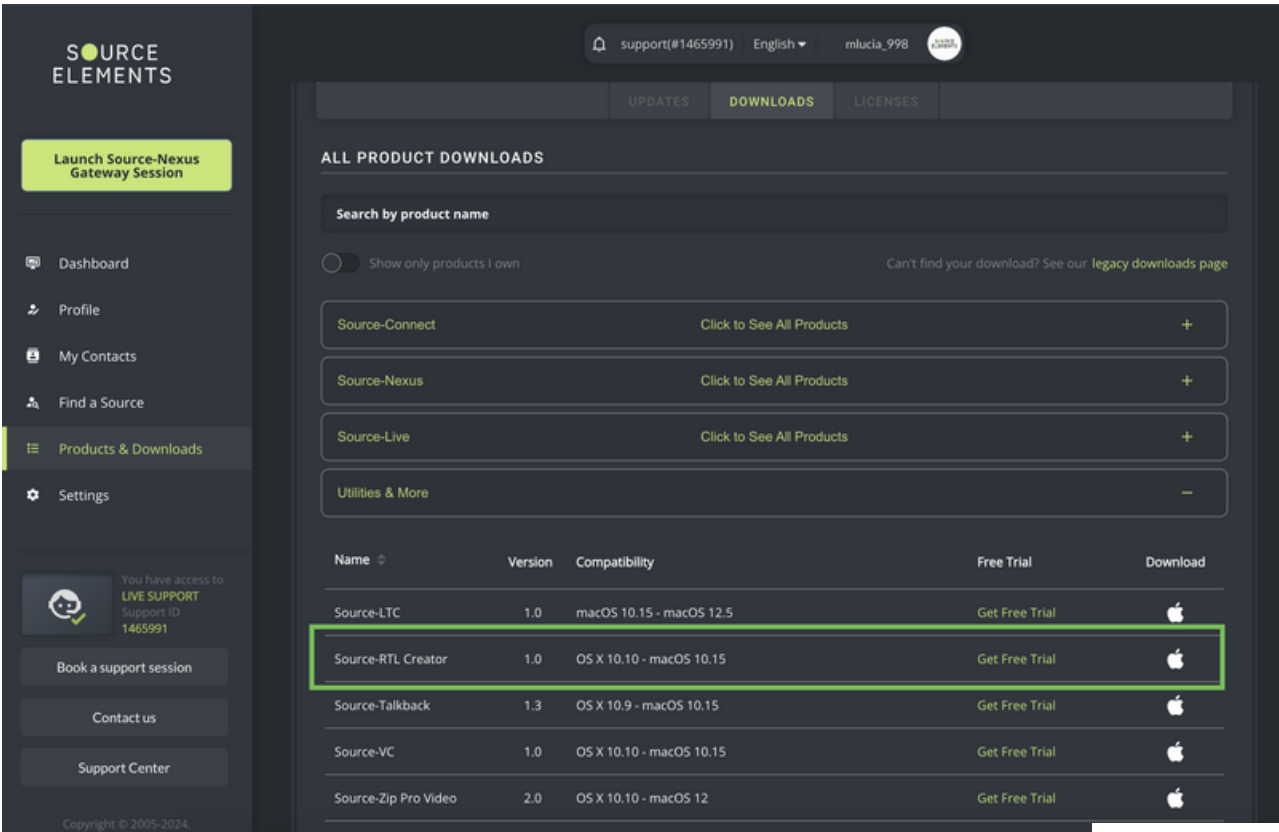 SOURCE
ELEMENTS
Launch Source-Nexus
Gateway Session
Dashboard
Profile
My Contacts
Find a Source
Products & Downloads
Settings
You have access to
LIVE SUPPORT
Support ID
1465991
Book a support session
Contact us
Support Center
Copyright © 2005-2024.
support(#1465991) English mlucia_998
UPDATES DOWNLOADS LICENSES
ALL PRODUCT DOWNLOADS
Search by product name
Show only products I own Can't find your download? See our legacy downloads page
Source-Connect Click to See All Products +
Source-Nexus Click to See All Products +
Source-Live Click to See All Products +
Utilities & More −
Name Version Compatibility Free Trial Download
Source-LTC 1.0 macOS 10.15 - macOS 12.5 Get Free Trial
Source-RTL Creator 1.0 OS X 10.10 - macOS 10.15 Get Free Trial
Source-Talkback 1.3 OS X 10.9 - macOS 10.15 Get Free Trial
Source-VC 1.0 OS X 10.10 - macOS 10.15 Get Free Trial
Source-Zip Pro Video 2.0 OS X 10.10 - macOS 12 Get Free Trial